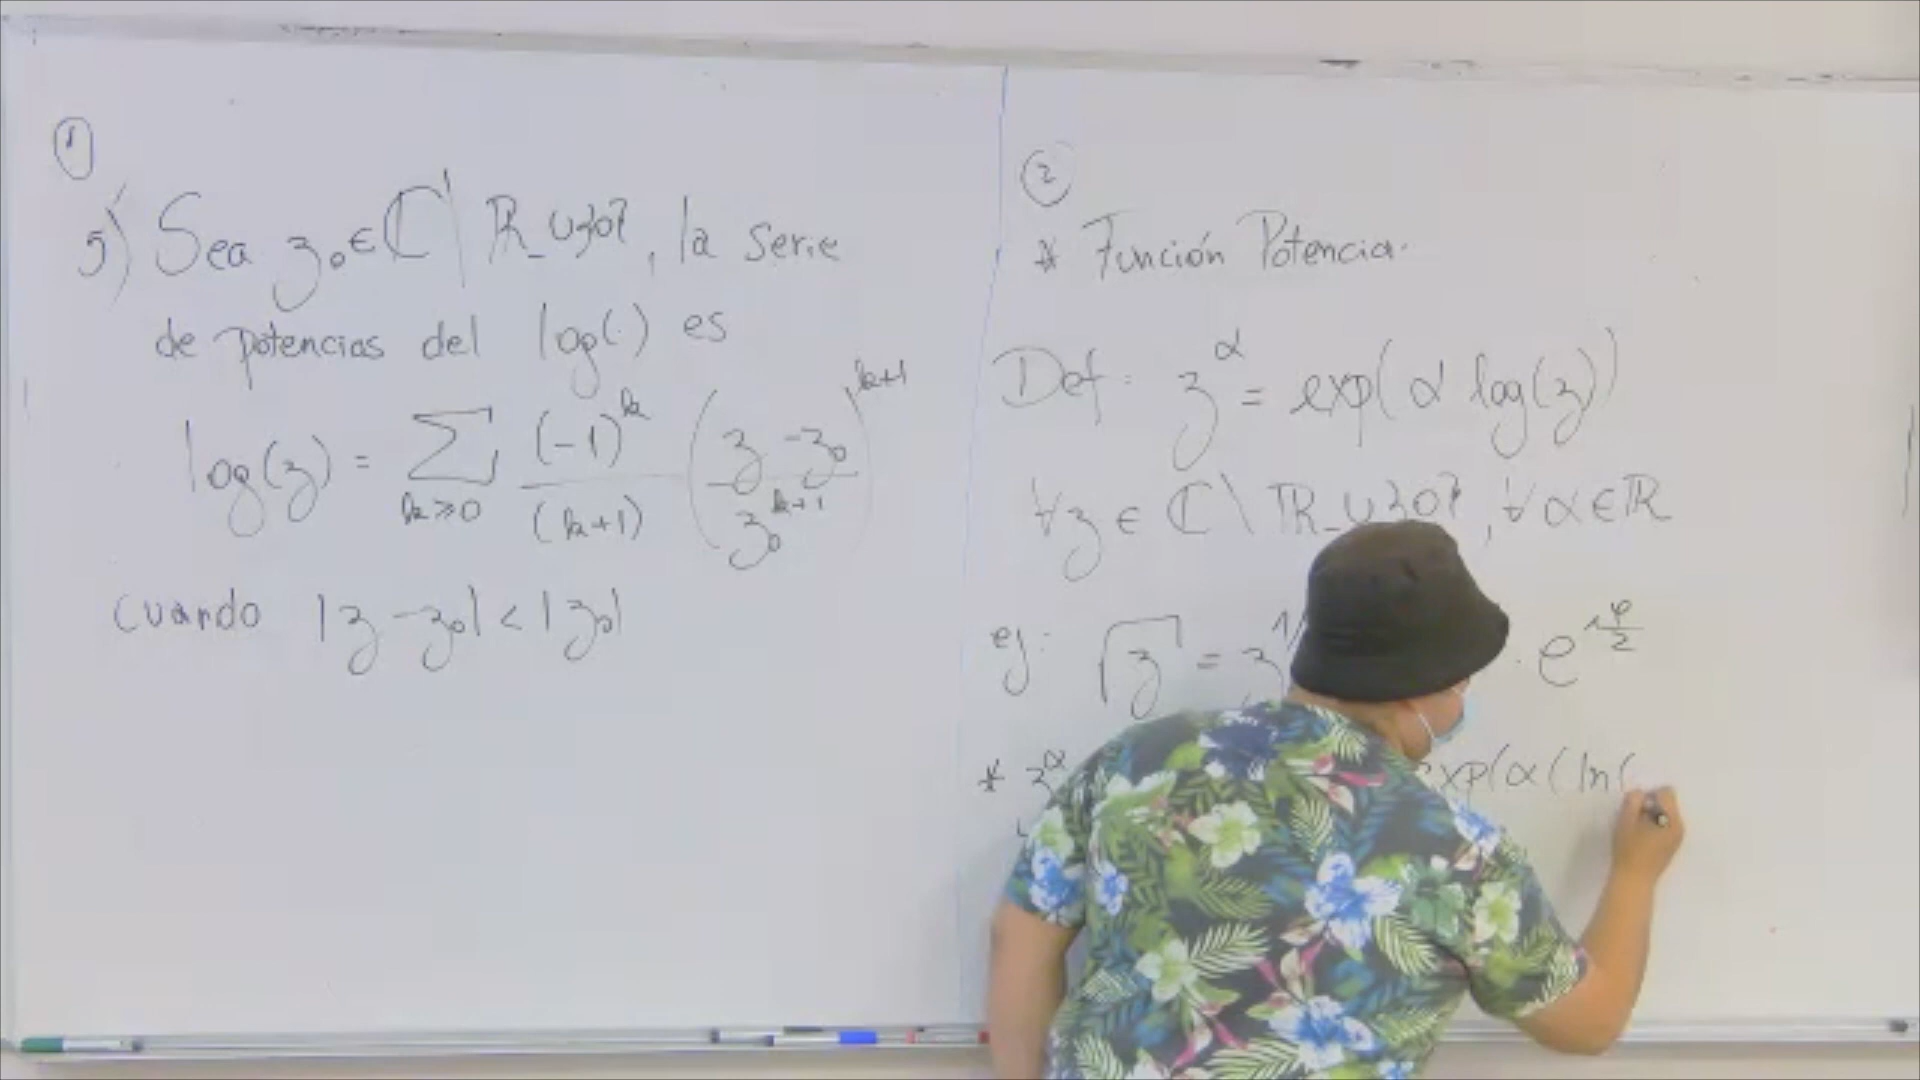 ①
5) Sea z₀ ∈ ℂ \ ℝ_ ∪ {0}, la serie
de potencias del log(·) es
log(z) = Σ_{k≥0} (-1)^k / (k+1) ( (z - z₀) / z₀^{k+1} )^{k+1}
cuando |z - z₀| < |z₀|
②
* Función Potencia.
Def: z^α = exp(α log(z))
∀z ∈ ℂ \ ℝ_ ∪ {0}, ∀α ∈ ℝ
ej: √z = z^1/ · e^{i φ/2}
* z^α exp(α(ln(